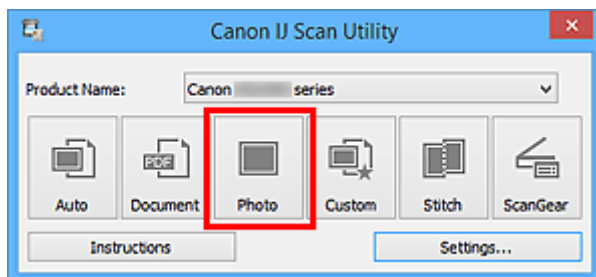 Canon IJ Scan Utility
Product Name: Canon series
PDF
Auto Document Photo Custom Stitch ScanGear
Instructions Settings...